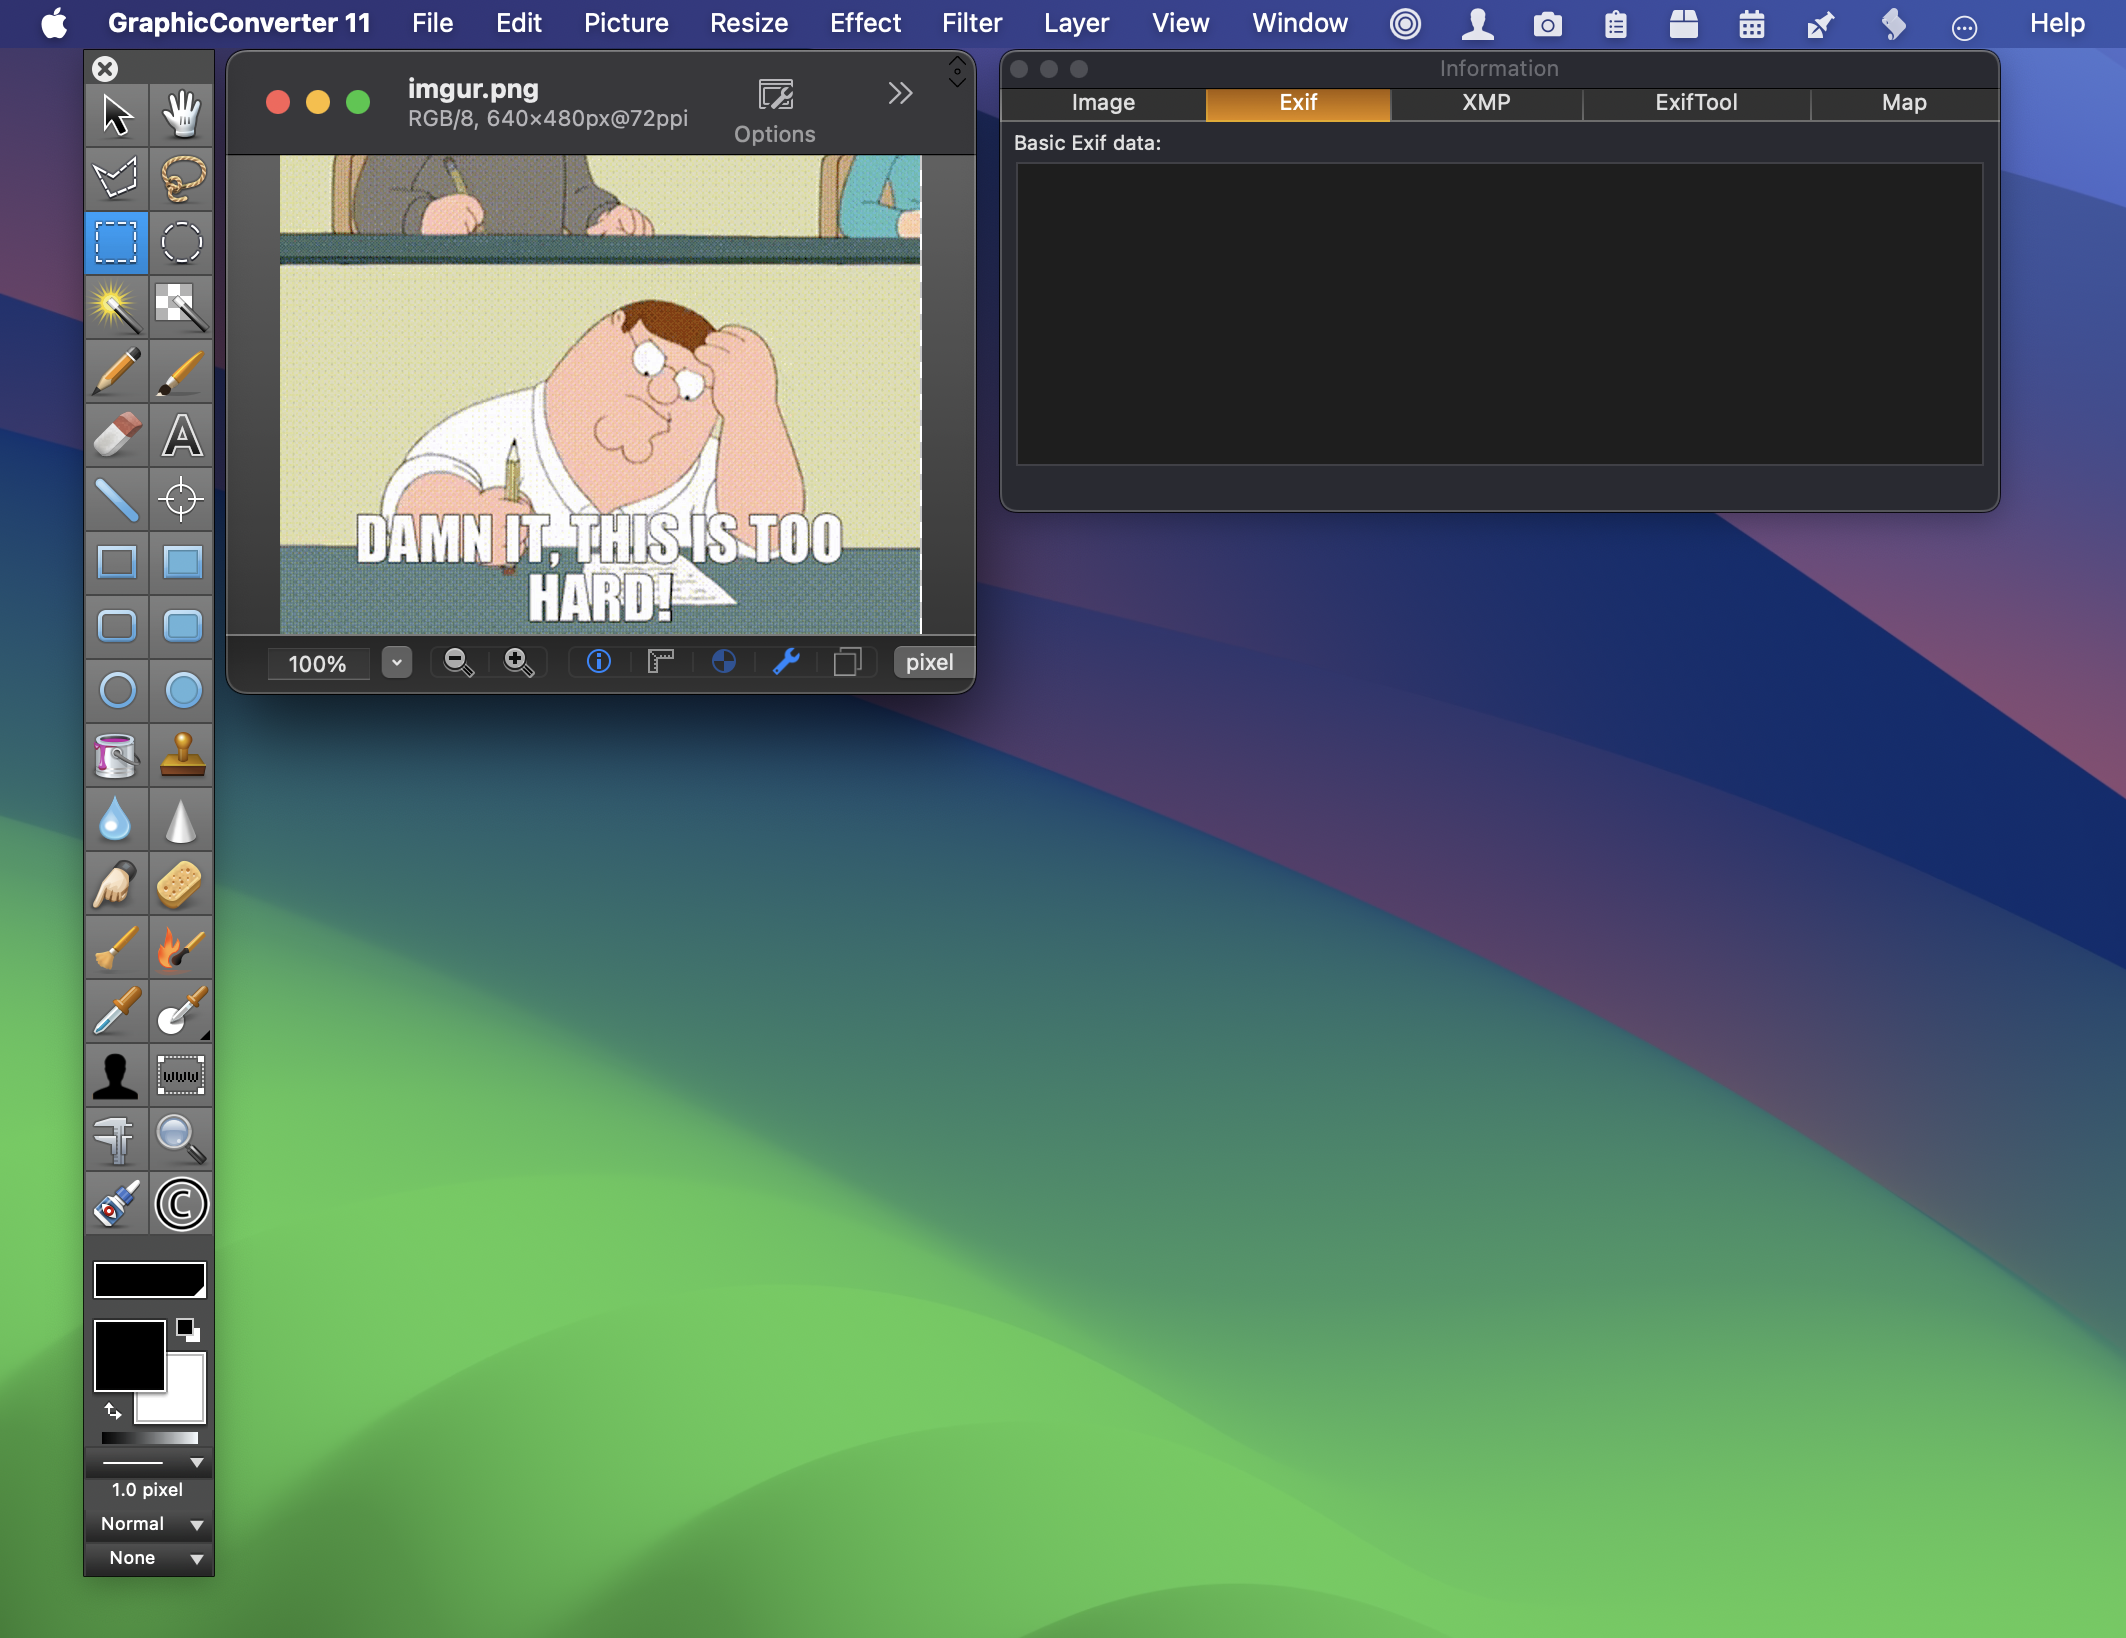 GraphicConverter 11 File Edit Picture Resize Effect Filter Layer View Window Help
imgur.png
RGB/8, 640×480px@72ppi
Options
DAMN IT, THIS IS TOO
HARD!
100%
pixel
Information
Image Exif XMP ExifTool Map
Basic Exif data:
www
C
1.0 pixel
Normal
None